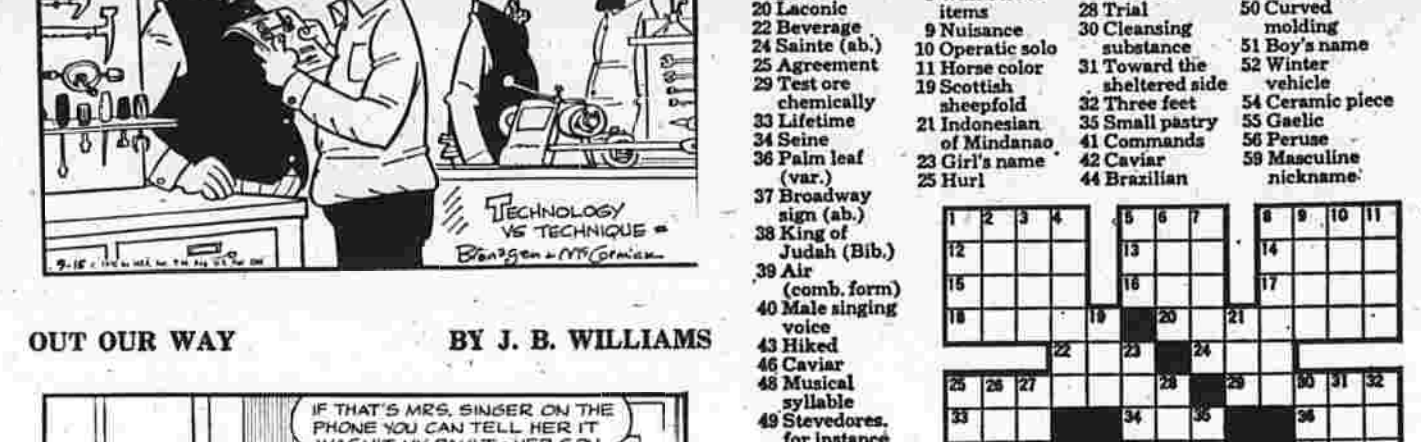 TECHNOLOGY
VS TECHNIQUE
OUT OUR WAY
BY J. B. WILLIAMS
IF THAT'S MRS. SINGER ON THE
PHONE YOU CAN TELL HER IT
20 Laconic
22 Beverage
24 Sainte (ab.)
25 Agreement
29 Test ore
chemically
33 Lifetime
34 Seine
36 Palm leaf
(var.)
37 Broadway
sign (ab.)
38 King of
Judah (Bib.)
39 Air
(comb. form)
40 Male singing
voice
43 Hiked
46 Caviar
48 Musical
syllable
49 Stevedores,
for instance
items
9 Nuisance
10 Operatic solo
11 Horse color
19 Scottish
sheepfold
21 Indonesian
of Mindanao
23 Girl's name
25 Hurl
28 Trial
30 Cleansing
substance
31 Toward the
sheltered side
32 Three feet
35 Small pastry
41 Commands
42 Caviar
44 Brazilian
50 Curved
molding
51 Boy's name
52 Winter
vehicle
54 Ceramic piece
55 Gaelic
56 Peruse
59 Masculine
nickname
1 2 3 4 5 6 7 8 9 10 11
12 13 14
15 16 17
18 19 20 21
22 23 24
25 26 27 28 29 30 31 32
33 34 35 36